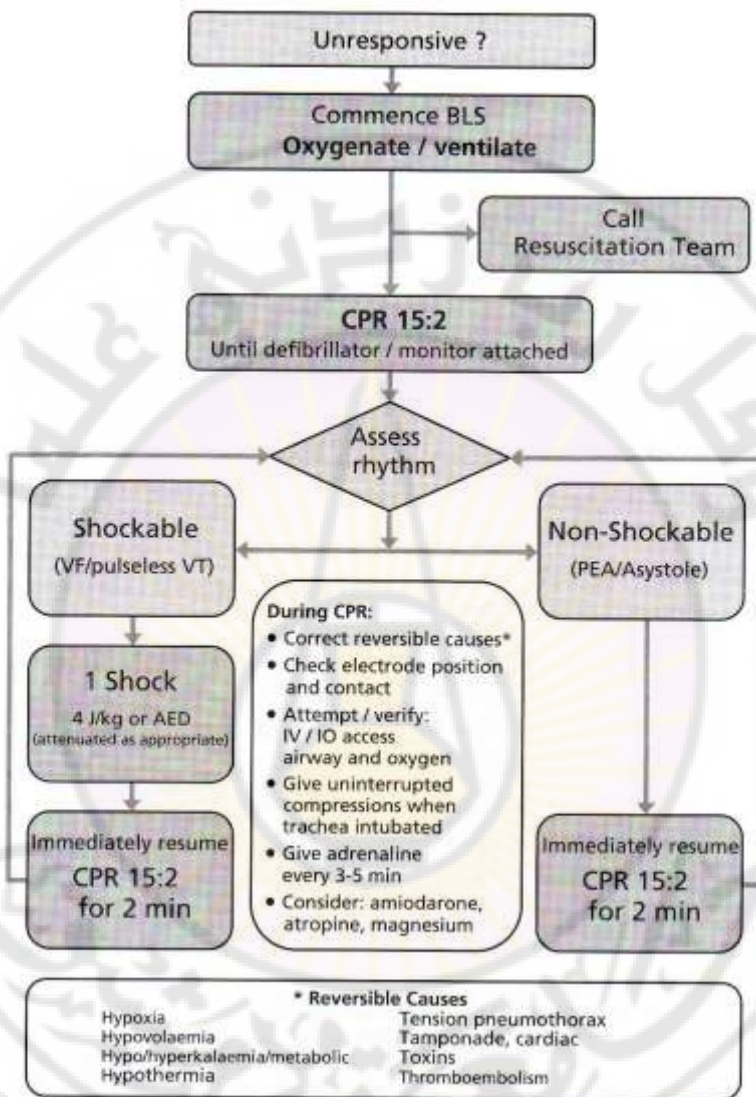 Unresponsive ?
Commence BLS
Oxygenate / ventilate
Call
Resuscitation Team
CPR 15:2
Until defibrillator / monitor attached
Assess
rhythm
Shockable
(VF/pulseless VT)
Non-Shockable
(PEA/Asystole)
1 Shock
4 J/kg or AED
(attenuated as appropriate)
Immediately resume
CPR 15:2
for 2 min
During CPR:
• Correct reversible causes*
• Check electrode position
and contact
• Attempt / verify:
IV / IO access
airway and oxygen
• Give uninterrupted
compressions when
trachea intubated
• Give adrenaline
every 3-5 min
• Consider: amiodarone,
atropine, magnesium
Immediately resume
CPR 15:2
for 2 min
* Reversible Causes
Hypoxia
Hypovolaemia
Hypo/hyperkalaemia/metabolic
Hypothermia
Tension pneumothorax
Tamponade, cardiac
Toxins
Thromboembolism